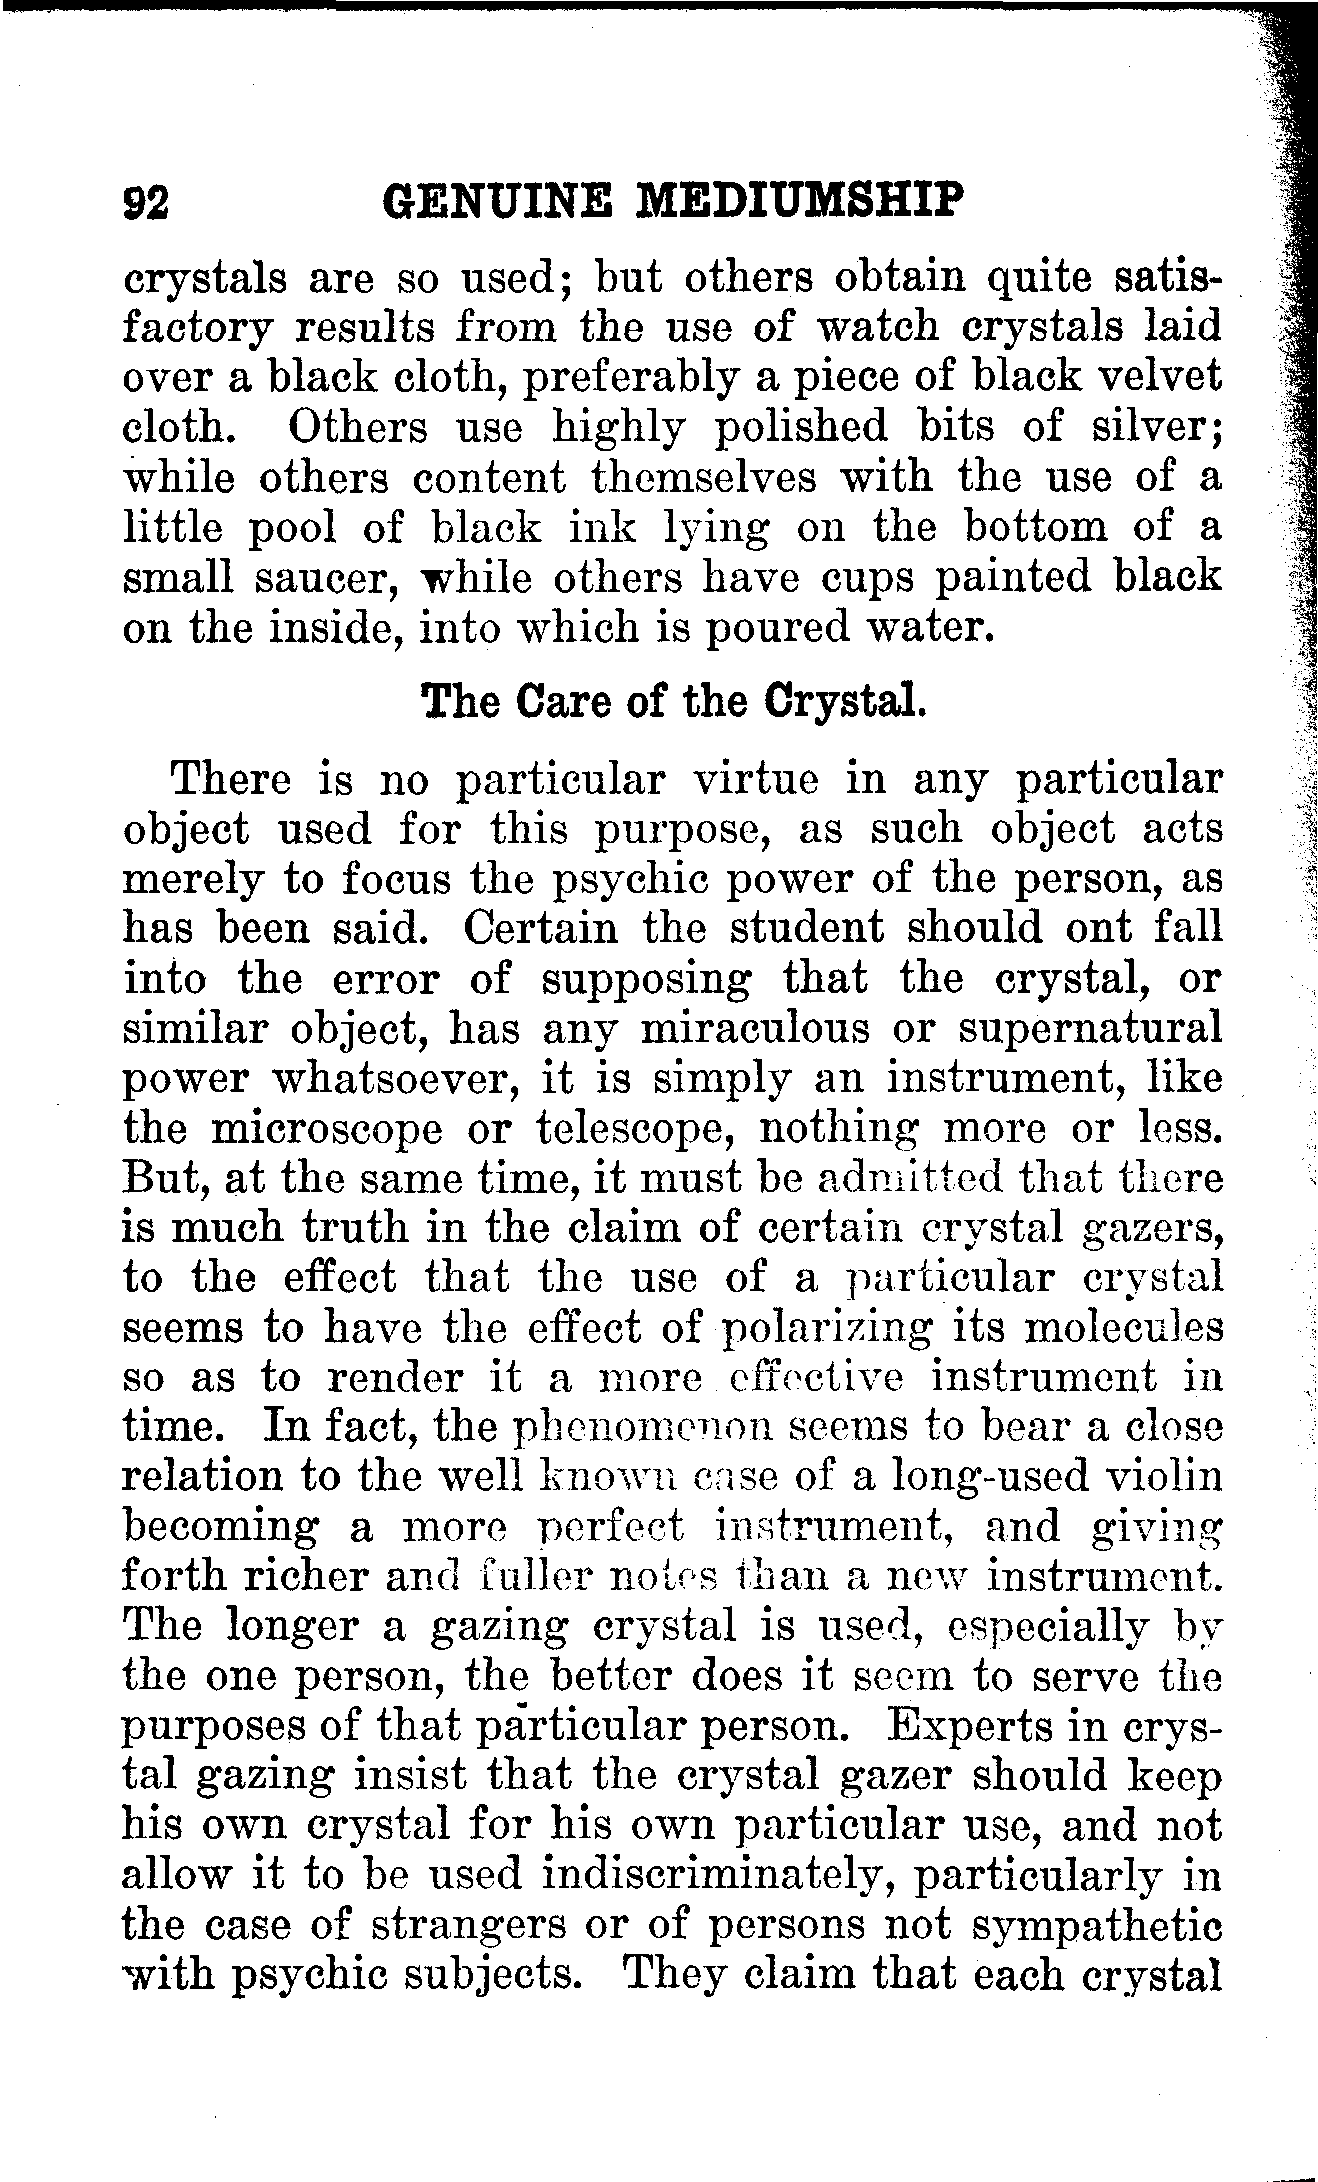 92 GENUINE MEDIUMSHIP
crystals are so used; but others obtain quite satis-
factory results from the use of watch crystals laid
over a black cloth, preferably a piece of black velvet
cloth. Others use highly polished bits of silver;
while others content themselves with the use of a
little pool of black ink lying on the bottom of a
small saucer, while others have cups painted black
on the inside, into which is poured water.
The Care of the Crystal.
There is no particular virtue in any particular
object used for this purpose, as such object acts
merely to focus the psychic power of the person, as
has been said. Certain the student should ont fall
into the error of supposing that the crystal, or
similar object, has any miraculous or supernatural
power whatsoever, it is simply an instrument, like
the microscope or telescope, nothing more or less.
But, at the same time, it must be admitted that there
is much truth in the claim of certain crystal gazers,
to the effect that the use of a particular crystal
seems to have the effect of polarizing its molecules
so as to render it a more effective instrument in
time. In fact, the phenomenon seems to bear a close
relation to the well known case of a long-used violin
becoming a more perfect instrument, and giving
forth richer and fuller notes than a new instrument.
The longer a gazing crystal is used, especially by
the one person, the better does it seem to serve the
purposes of that particular person. Experts in crys-
tal gazing insist that the crystal gazer should keep
his own crystal for his own particular use, and not
allow it to be used indiscriminately, particularly in
the case of strangers or of persons not sympathetic
with psychic subjects. They claim that each crystal